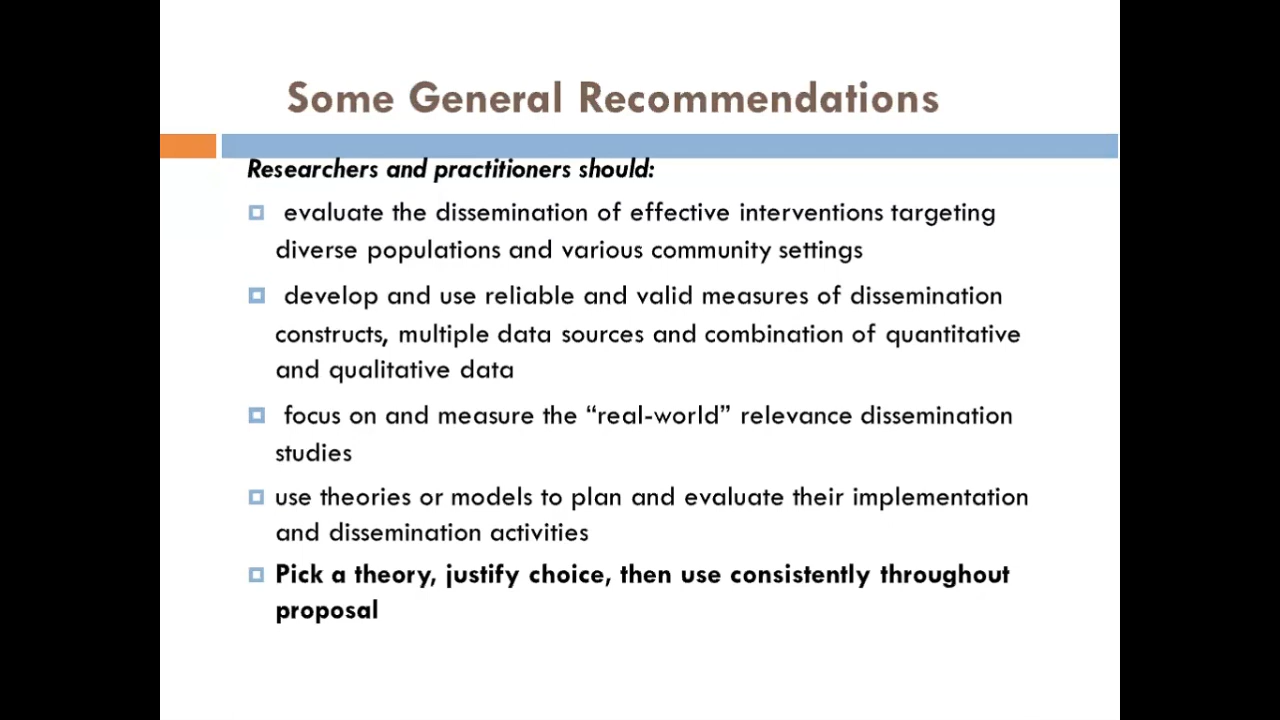 Some General Recommendations
Researchers and practitioners should:
evaluate the dissemination of effective interventions targeting
diverse populations and various community settings
develop and use reliable and valid measures of dissemination
constructs, multiple data sources and combination of quantitative
and qualitative data
focus on and measure the “real-world” relevance dissemination
studies
use theories or models to plan and evaluate their implementation
and dissemination activities
Pick a theory, justify choice, then use consistently throughout
proposal